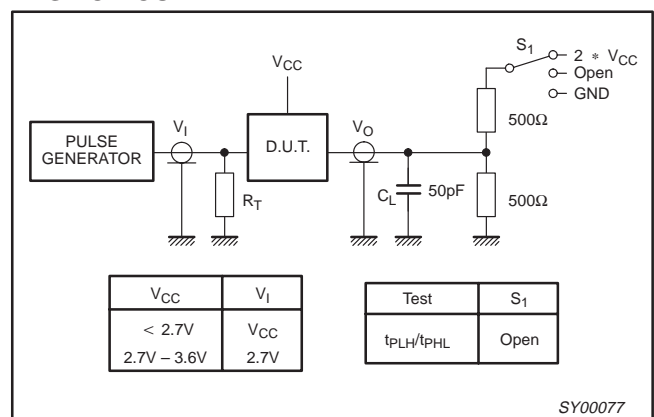 S1
2 * VCC
Open
GND
VCC
500Ω
PULSE
GENERATOR
VI
D.U.T.
VO
RT
CL
50pF
500Ω
VCC VI
< 2.7V VCC
2.7V – 3.6V 2.7V
Test S1
tPLH/tPHL Open
SY00077